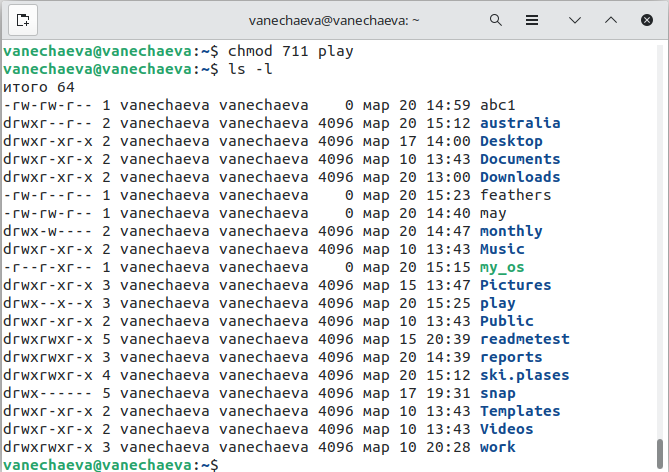 vanechaeva@vanechaeva: ~
vanechaeva@vanechaeva:~$ chmod 711 play
vanechaeva@vanechaeva:~$ ls -l
итого 64
-rw-rw-r-- 1 vanechaeva vanechaeva    0 мар 20 14:59 abc1
drwxr--r-- 2 vanechaeva vanechaeva 4096 мар 20 15:12 australia
drwxr-xr-x 2 vanechaeva vanechaeva 4096 мар 17 14:00 Desktop
drwxr-xr-x 2 vanechaeva vanechaeva 4096 мар 10 13:43 Documents
drwxr-xr-x 2 vanechaeva vanechaeva 4096 мар 20 13:00 Downloads
-rw-r--r-- 1 vanechaeva vanechaeva    0 мар 20 15:23 feathers
-rw-rw-r-- 1 vanechaeva vanechaeva    0 мар 20 14:40 may
drwx-w---- 2 vanechaeva vanechaeva 4096 мар 20 14:47 monthly
drwxr-xr-x 2 vanechaeva vanechaeva 4096 мар 10 13:43 Music
-r--r-xr-- 1 vanechaeva vanechaeva    0 мар 20 15:15 my_os
drwxr-xr-x 3 vanechaeva vanechaeva 4096 мар 15 13:47 Pictures
drwx--x--x 3 vanechaeva vanechaeva 4096 мар 20 15:25 play
drwxr-xr-x 2 vanechaeva vanechaeva 4096 мар 10 13:43 Public
drwxrwxr-x 5 vanechaeva vanechaeva 4096 мар 15 20:39 readmetest
drwxrwxr-x 3 vanechaeva vanechaeva 4096 мар 20 14:39 reports
drwxrwxr-x 4 vanechaeva vanechaeva 4096 мар 20 15:12 ski.plases
drwx------ 5 vanechaeva vanechaeva 4096 мар 17 19:31 snap
drwxr-xr-x 2 vanechaeva vanechaeva 4096 мар 10 13:43 Templates
drwxr-xr-x 2 vanechaeva vanechaeva 4096 мар 10 13:43 Videos
drwxrwxr-x 3 vanechaeva vanechaeva 4096 мар 10 20:28 work
vanechaeva@vanechaeva:~$